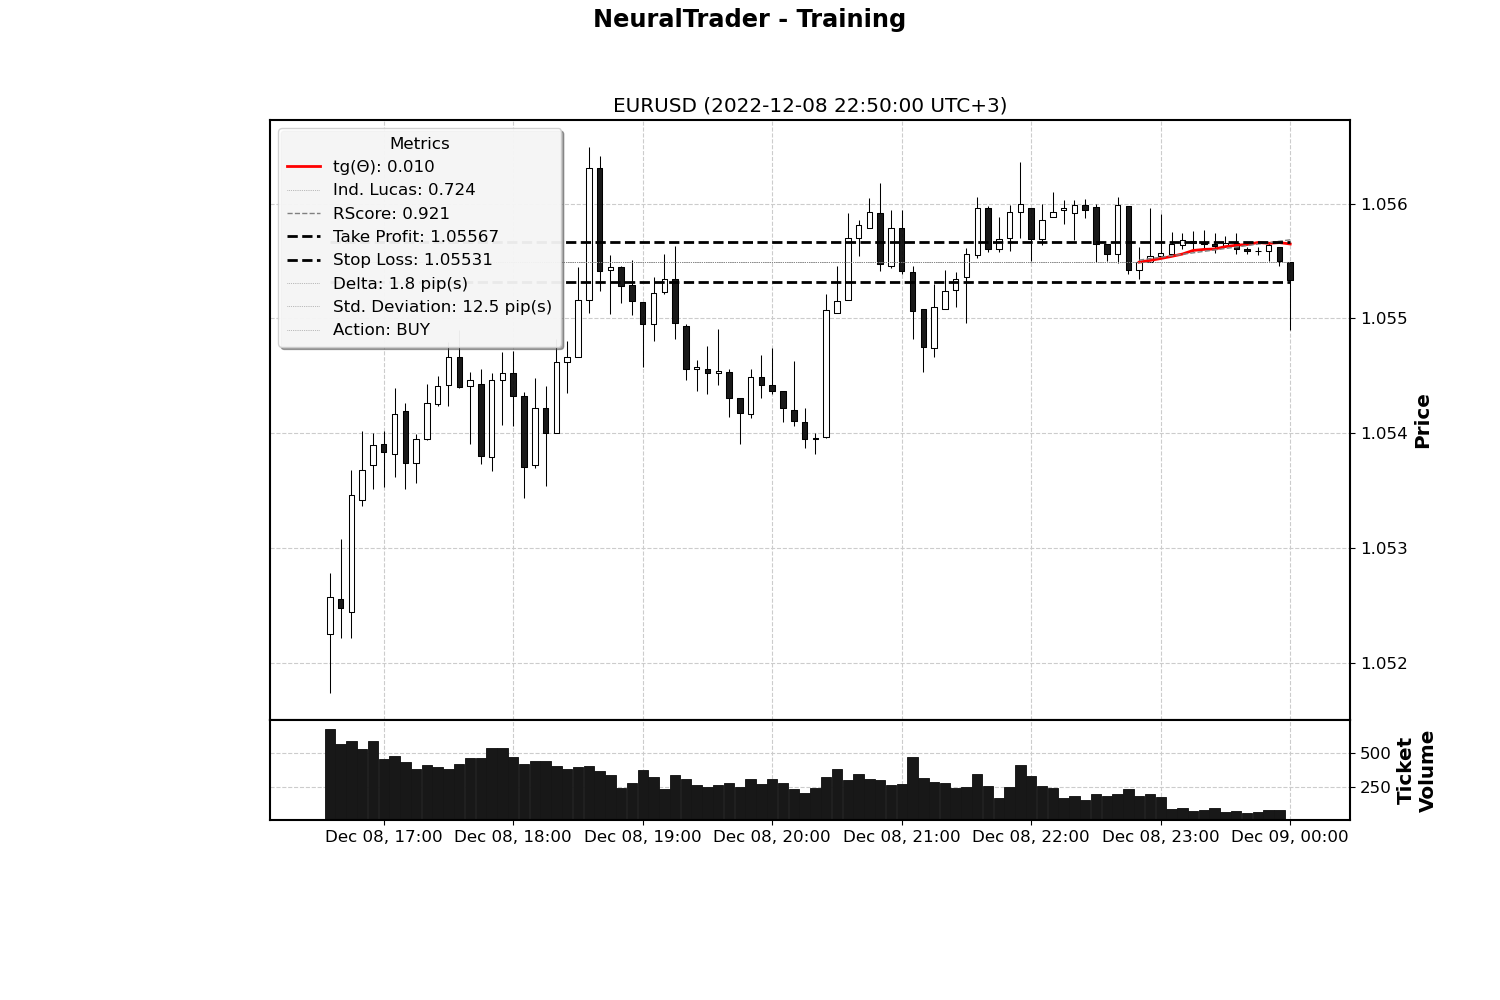 NeuralTrader - Training
EURUSD (2022-12-08 22:50:00 UTC+3)
Metrics
tg(Θ): 0.010
Ind. Lucas: 0.724
RScore: 0.921
Take Profit: 1.05567
Stop Loss: 1.05531
Delta: 1.8 pip(s)
Std. Deviation: 12.5 pip(s)
Action: BUY
1.056
1.055
1.054
1.053
1.052
Price
500
250
Ticket
Volume
Dec 08, 17:00 Dec 08, 18:00 Dec 08, 19:00 Dec 08, 20:00 Dec 08, 21:00 Dec 08, 22:00 Dec 08, 23:00 Dec 09, 00:00